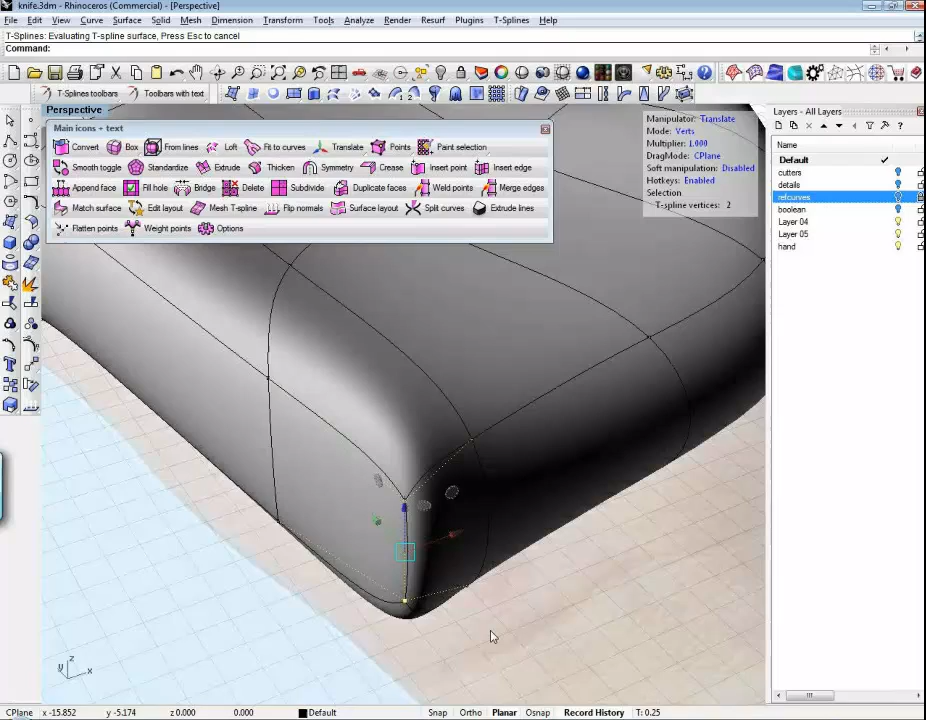 knife.3dm - Rhinoceros (Commercial) - [Perspective]
File Edit View Curve Surface Solid Mesh Dimension Transform Tools Analyze Render Resurf Plugins T-Splines Help
T-Splines: Evaluating T-spline surface, Press Esc to cancel
Command:
T-Splines toolbars Toolbars with text
Perspective
Main icons + text
Convert Box From lines Loft Fit to curves Translate Points Paint selection
Smooth toggle Standardize Extrude Thicken Symmetry Crease Insert point Insert edge
Append face Fill hole Bridge Delete Subdivide Duplicate faces Weld points Merge edges
Match surface Edit layout Mesh T-spline Flip normals Surface layout Split curves Extrude lines
Flatten points Weight points Options
Manipulator: Translate
Mode: Verts
Multiplier: 1.000
DragMode: CPlane
Soft manipulation: Disabled
Hotkeys: Enabled
Selection
T-spline vertices: 2
Layers - All Layers
Name
Default
cutters
details
refcurves
boolean
Layer 04
Layer 05
hand
z
y
x
CPlane x -15.852 y -5.174 z 0.000 0.000 Default Snap Ortho Planar Osnap Record History T: 0.25